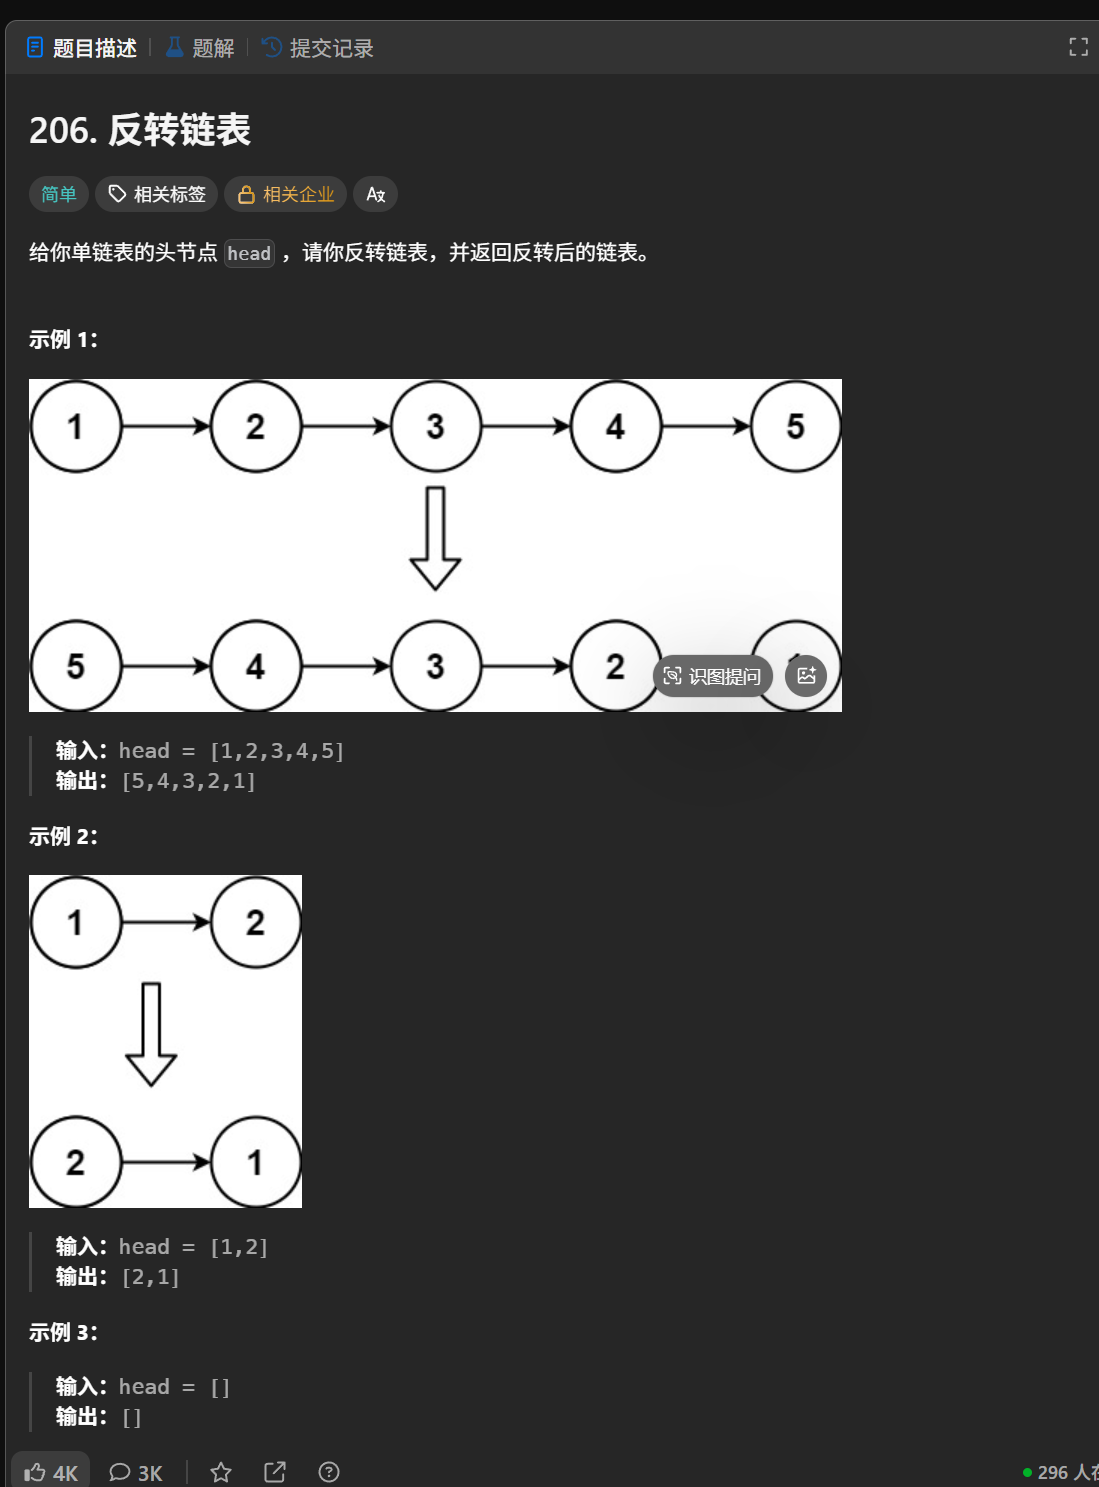 题目描述 题解 提交记录
206. 反转链表
简单 相关标签 相关企业
给你单链表的头节点 head ，请你反转链表，并返回反转后的链表。
示例 1：
1 2 3 4 5
5 4 3 2
识图提问
输入：head = [1,2,3,4,5]
输出：[5,4,3,2,1]
示例 2：
1 2
2 1
输入：head = [1,2]
输出：[2,1]
示例 3：
输入：head = []
输出：[]
4K 3K
296 人在